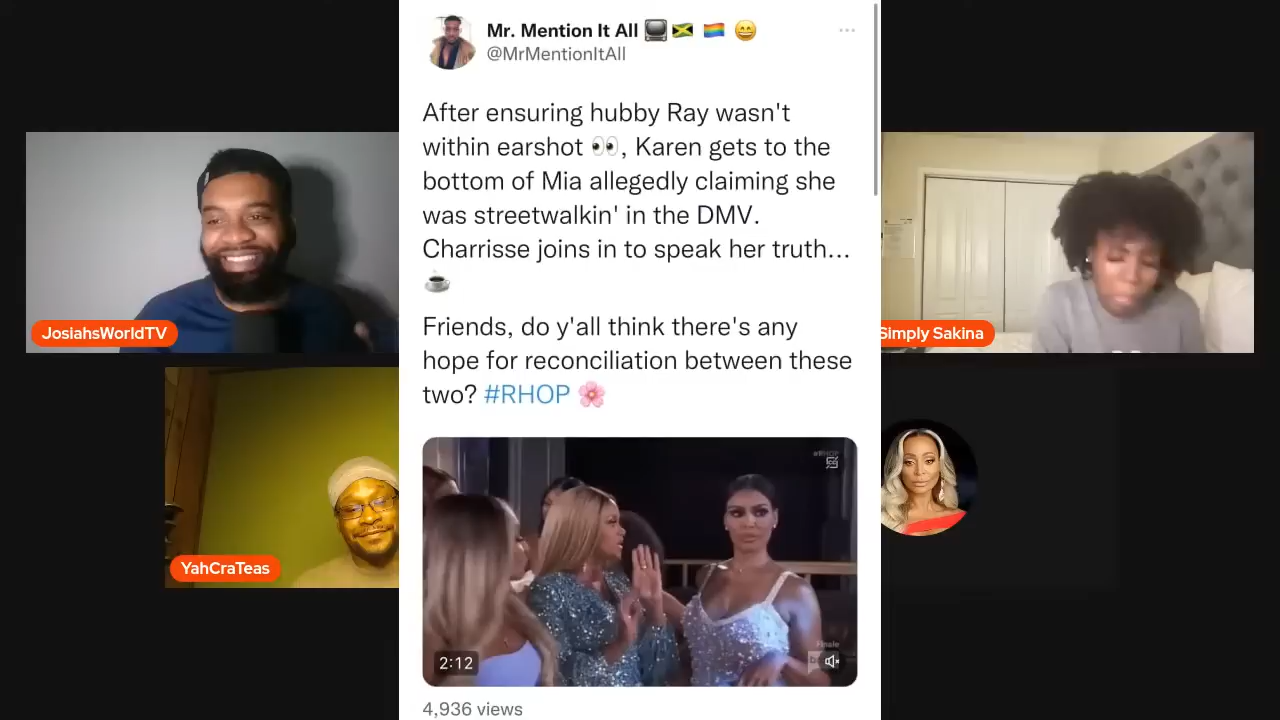 Mr. Mention It All 📺 🇯🇲 🏳️‍🌈 😄
@MrMentionItAll
After ensuring hubby Ray wasn't
within earshot 👀, Karen gets to the
bottom of Mia allegedly claiming she
was streetwalkin' in the DMV.
Charrisse joins in to speak her truth...
☕
Friends, do y'all think there's any
hope for reconciliation between these
two? #RHOP 🌸
#RHOP
Finale
2:12
4,936 views
JosiahsWorldTV
Simply Sakina
YahCraTeas